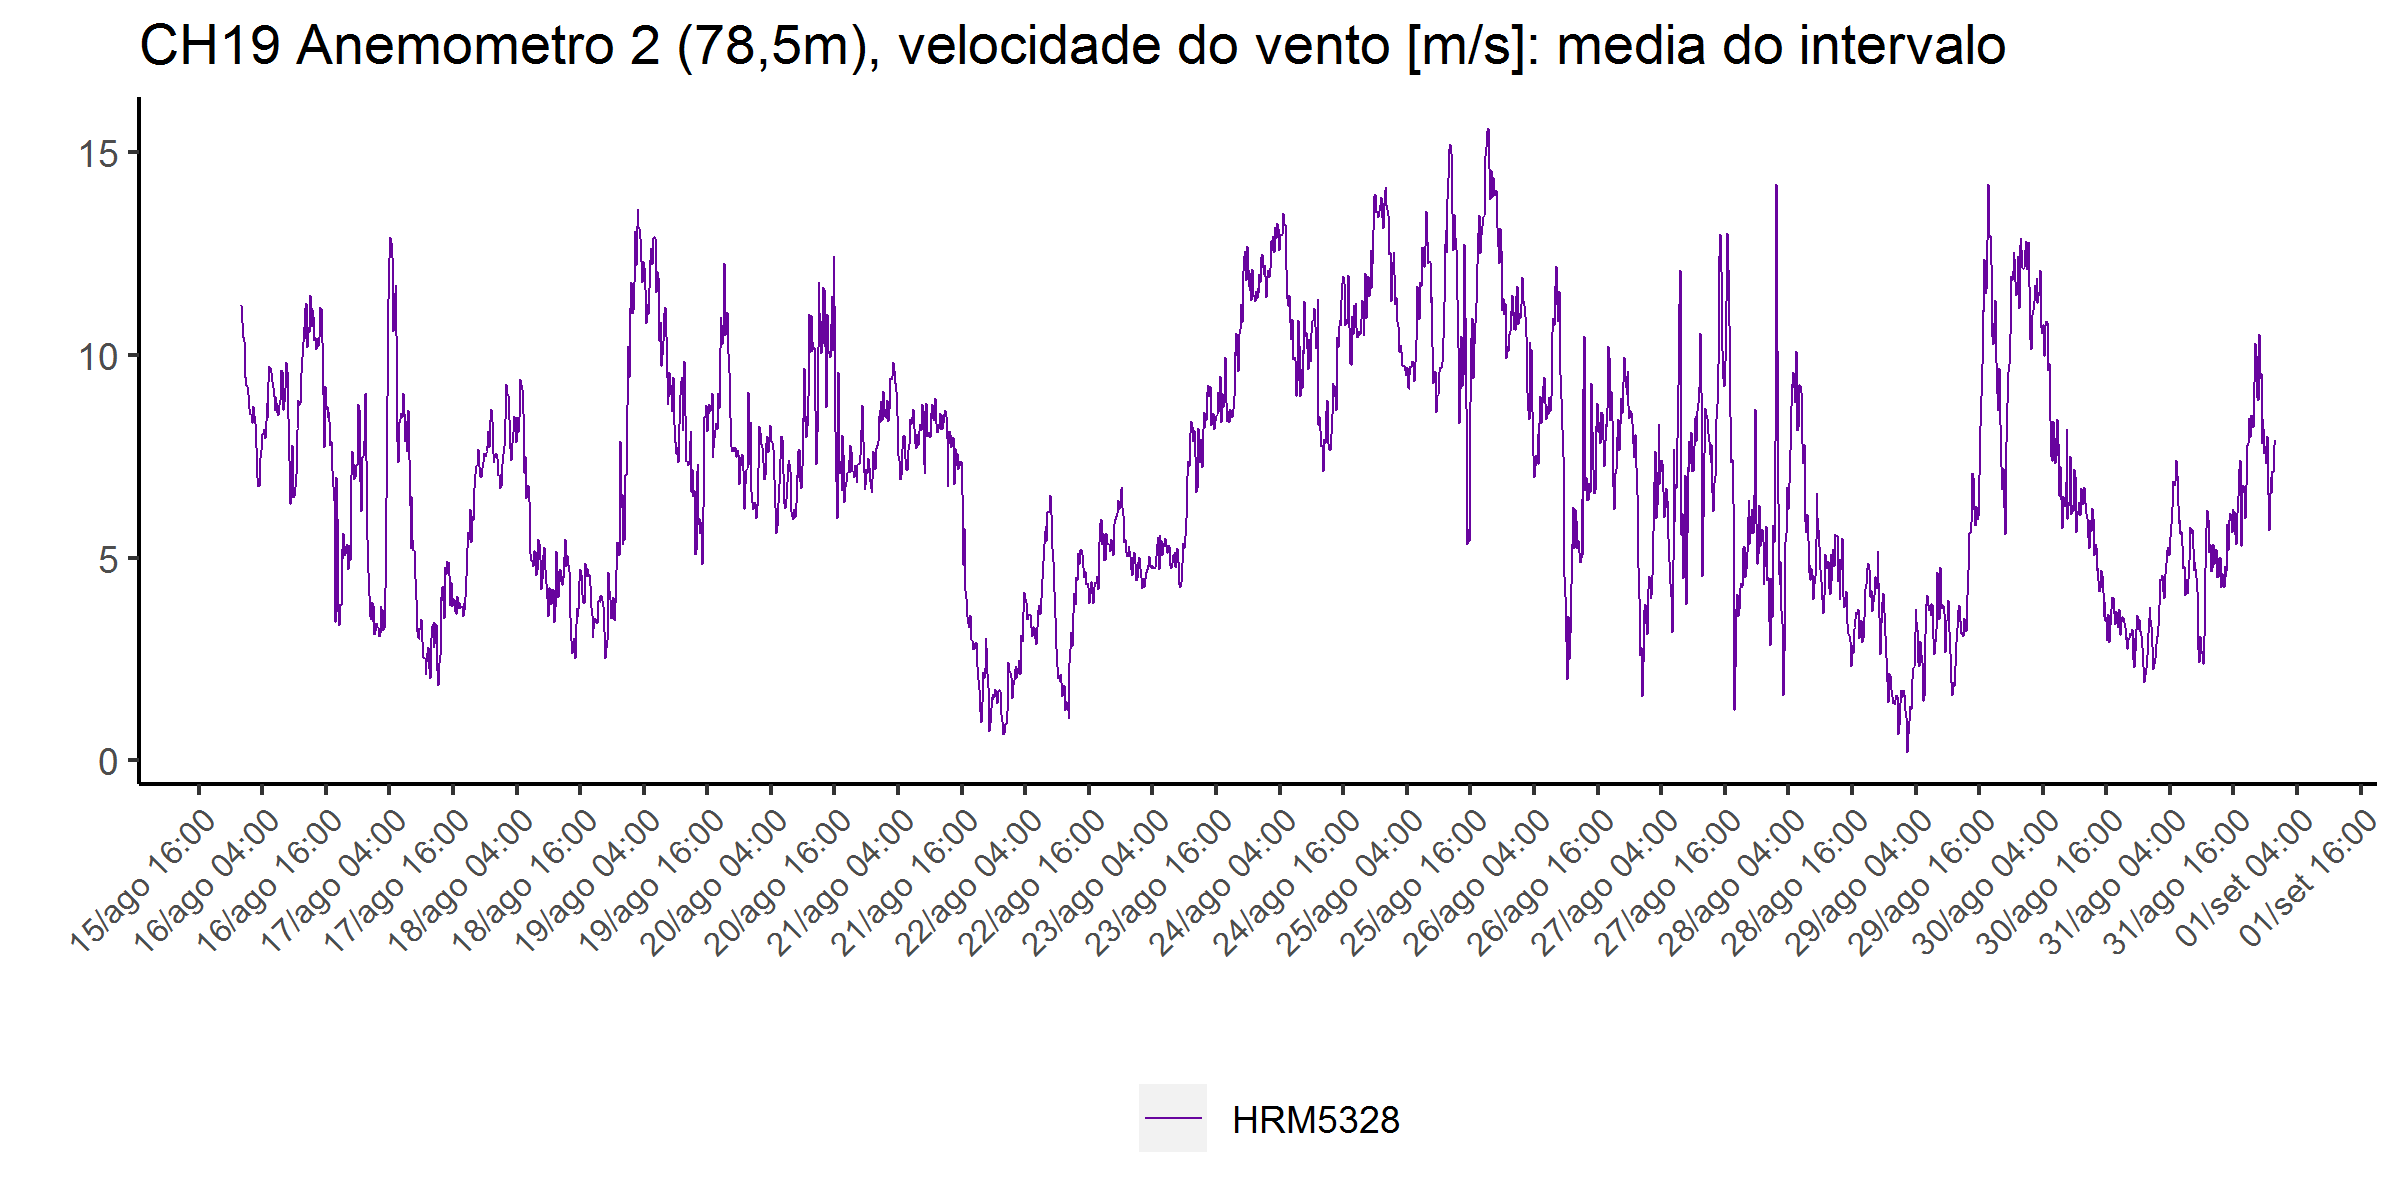 CH19 Anemometro 2 (78,5m), velocidade do vento [m/s]: media do intervalo
15
10
5
0
15/ago 16:00
16/ago 04:00
16/ago 16:00
17/ago 04:00
17/ago 16:00
18/ago 04:00
18/ago 16:00
19/ago 04:00
19/ago 16:00
20/ago 04:00
20/ago 16:00
21/ago 04:00
21/ago 16:00
22/ago 04:00
22/ago 16:00
23/ago 04:00
23/ago 16:00
24/ago 04:00
24/ago 16:00
25/ago 04:00
25/ago 16:00
26/ago 04:00
26/ago 16:00
27/ago 04:00
27/ago 16:00
28/ago 04:00
28/ago 16:00
29/ago 04:00
29/ago 16:00
30/ago 04:00
30/ago 16:00
31/ago 04:00
31/ago 16:00
01/set 04:00
01/set 16:00
HRM5328